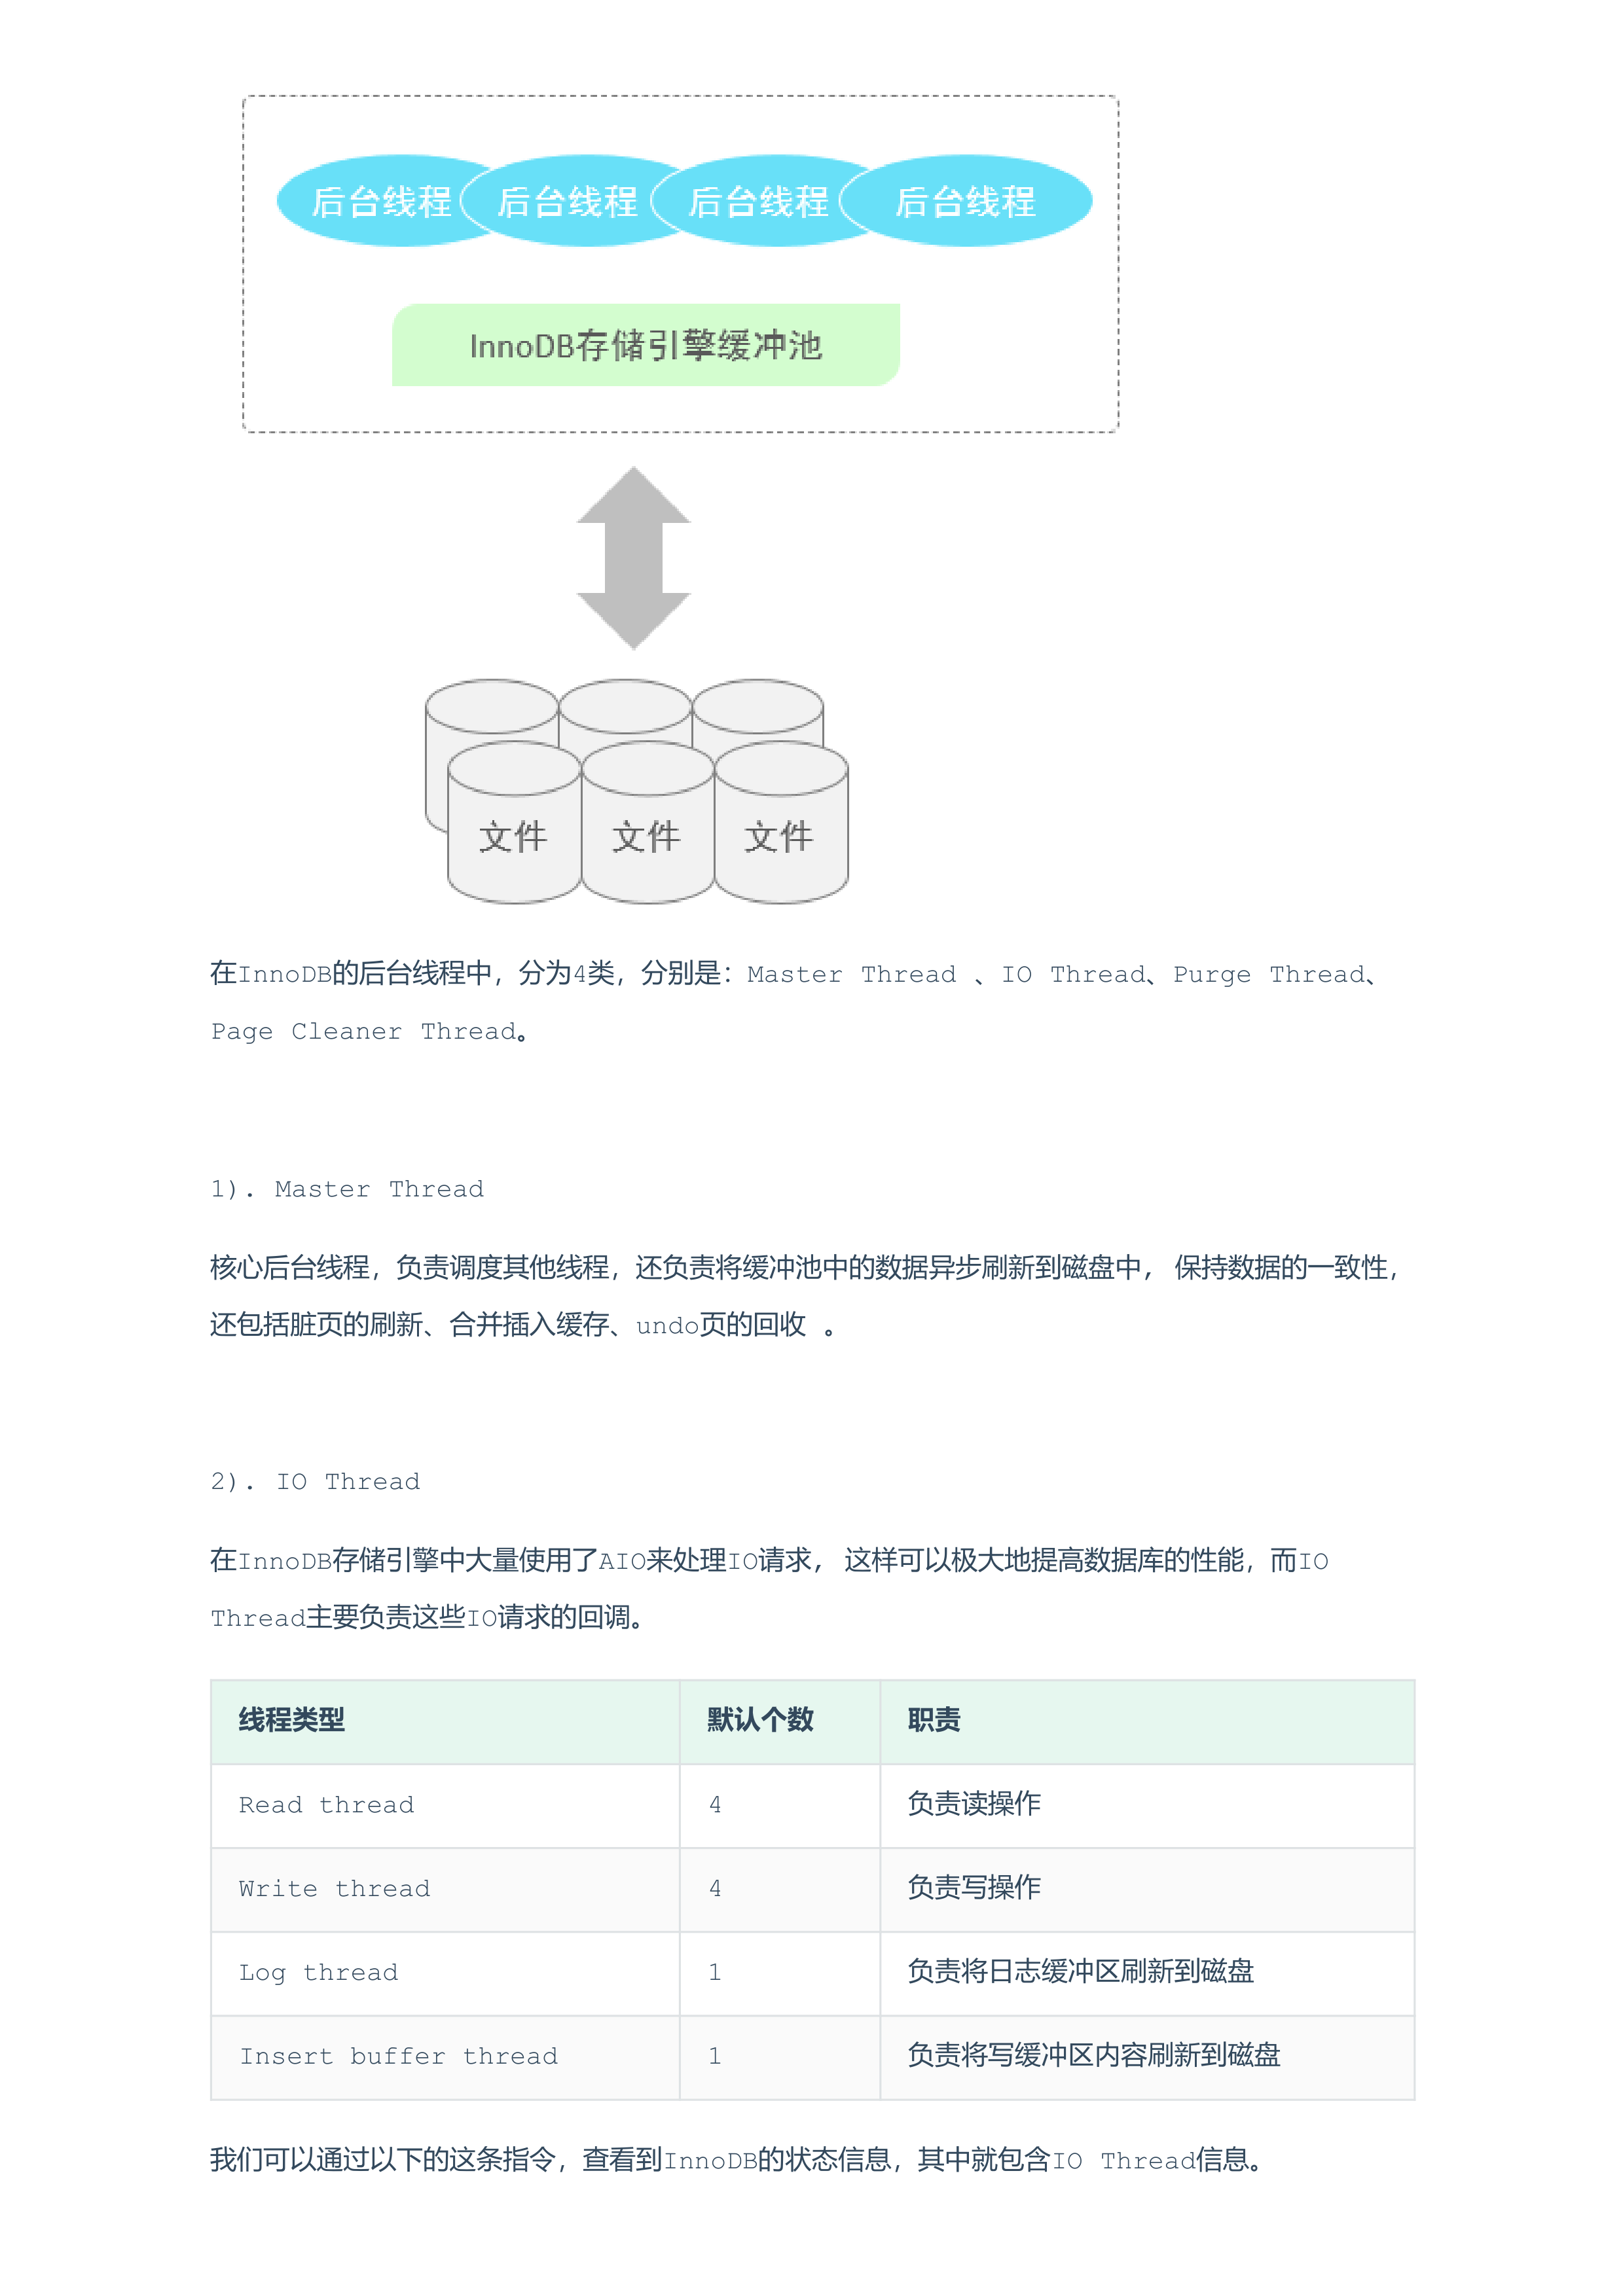 后台线程 后台线程 后台线程 后台线程
InnoDB存储引擎缓冲池
文件 文件 文件
在InnoDB的后台线程中，分为4类，分别是：Master Thread 、IO Thread、Purge Thread、
Page Cleaner Thread。
1). Master Thread
核心后台线程，负责调度其他线程，还负责将缓冲池中的数据异步刷新到磁盘中, 保持数据的一致性，
还包括脏页的刷新、合并插入缓存、undo页的回收 。
2). IO Thread
在InnoDB存储引擎中大量使用了AIO来处理IO请求, 这样可以极大地提高数据库的性能，而IO
Thread主要负责这些IO请求的回调。
线程类型 默认个数 职责
Read thread 4 负责读操作
Write thread 4 负责写操作
Log thread 1 负责将日志缓冲区刷新到磁盘
Insert buffer thread 1 负责将写缓冲区内容刷新到磁盘
我们可以通过以下的这条指令，查看到InnoDB的状态信息，其中就包含IO Thread信息。